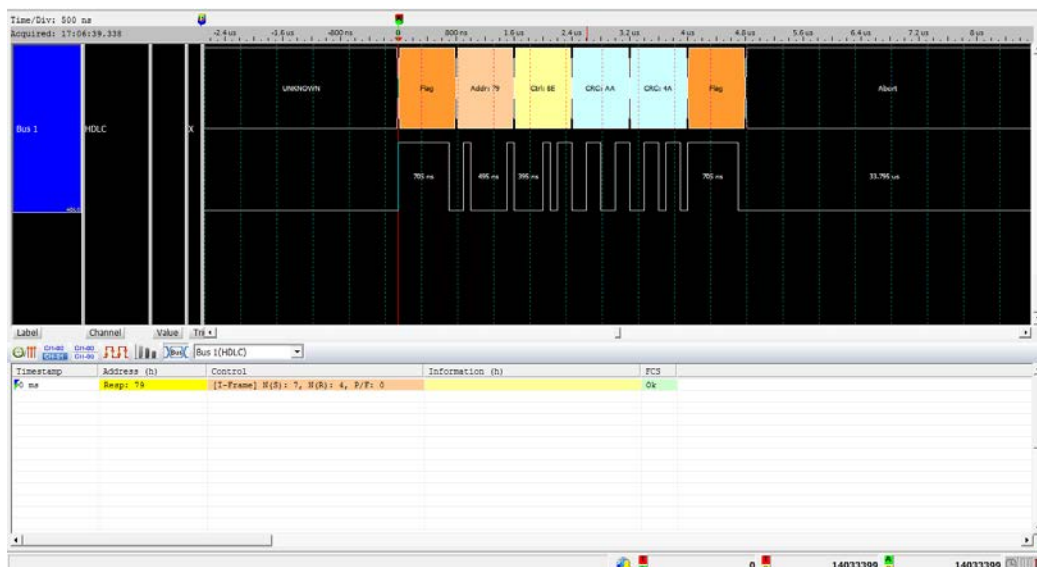 Time/Div: 500 ns
Acquired: 17:06:39.338
-2.4 us -1.6 us -800 ns 0 800 ns 1.6 us 2.4 us 3.2 us 4 us 4.8 us 5.6 us 6.4 us 7.2 us 8 us
UNKNOWN Flag Addr: 79 Ctrl: 8E CRC: AA CRC: 4A Flag Abort
Bus 1 HDLC X
705 ns 495 ns 395 ns 705 ns 33.795 us
HDLC
Label Channel Value Tri
Bus Bus 1(HDLC)
Timestamp Address (h) Control Information (h) FCS
0 ms Resp: 79 [I-Frame] N(S): 7, N(R): 4, P/F: 0 Ok
0 14033399 14033399